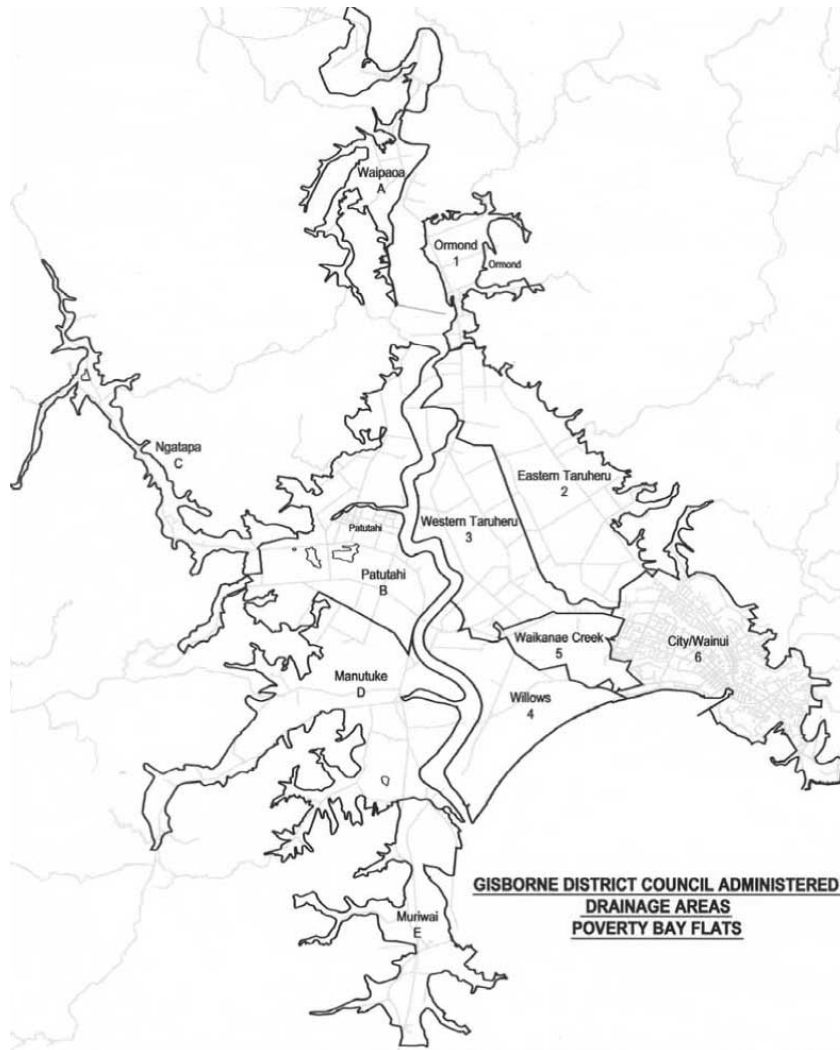 Waipaoa
A
Ormond
1
Ormond
Ngatapa
C
Eastern Taruheru
2
Western Taruheru
3
Patutahi
Patutahi
B
Waikanae Creek
5
City/Wainui
6
Manutuke
D
Willows
4
GISBORNE DISTRICT COUNCIL ADMINISTERED
DRAINAGE AREAS
POVERTY BAY FLATS
Muriwai
E